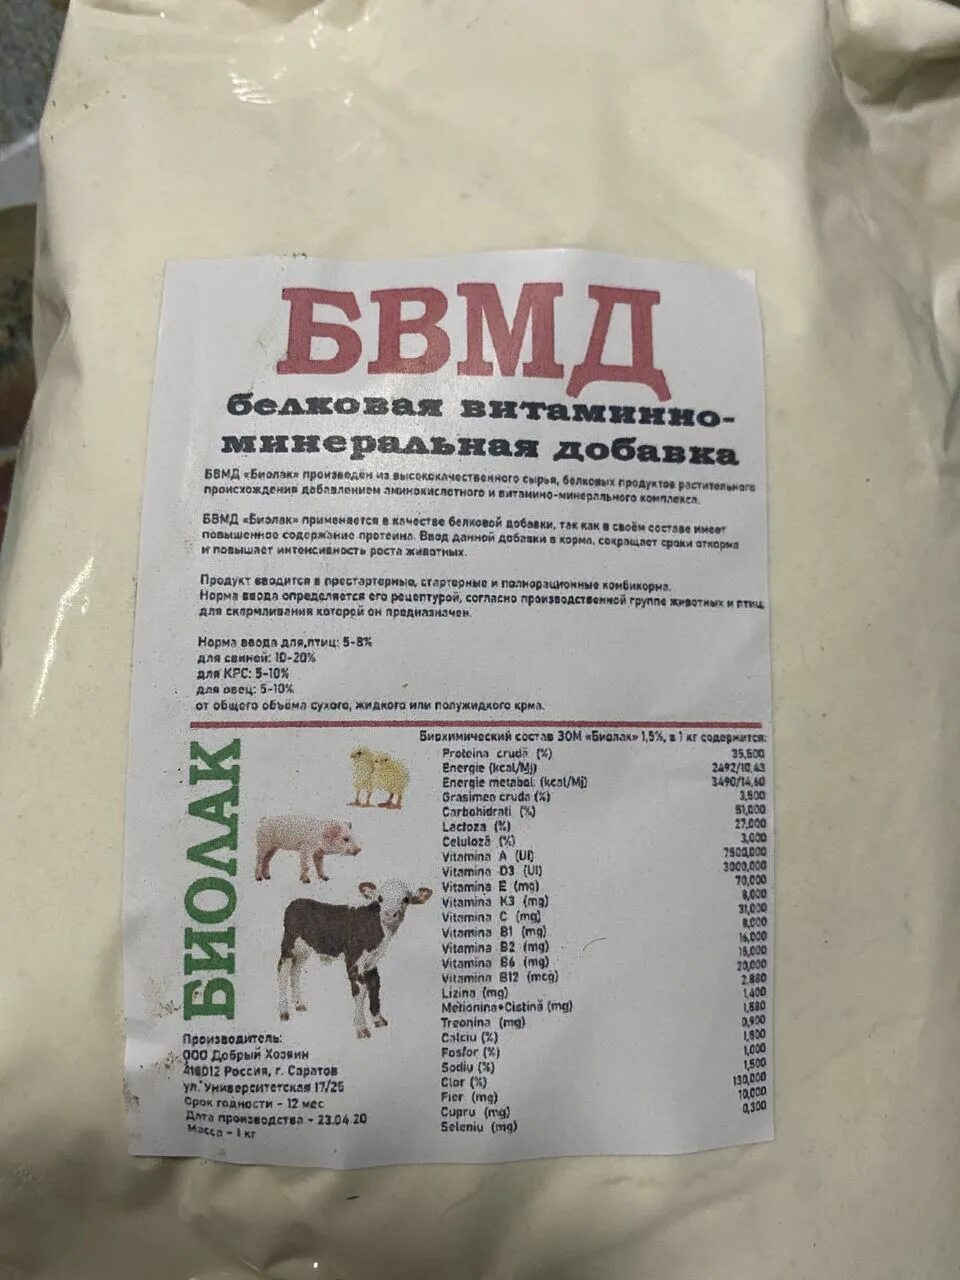 БВМД
белковая витаминно-
минеральная добавка
БВМД «Биолак» произведён из высококачественного сырья, белковых продуктов растительного
происхождения добавлением аминокислотного и витамино-минерального комплекса.
БВМД «Биолак» применяется в качестве белковой добавки, так как в своём составе имеет
повышенное содержание протеина. Ввод данной добавки в корма, сокращает сроки откорма
и повышает интенсивность роста животных.
Продукт вводится в престартерные, стартерные и полнорационные комбикорма.
Норма ввода определяется его рецептурой, согласно производственной группе животных и птиц,
для скармливания которой он предназначен.
Норма ввода для,птиц: 5-8%
для свиней: 10-20%
для КРС: 5-10%
для овец: 5-10%
от общего объёма сухого, жидкого или полужидкого крма.
БИОЛАК
Биохимический состав ЗОМ «Биолак» 1,5%, в 1 кг содержится:
Proteina crudă (%) 35,500
Energie (kcal/Mj) 2492/10,43
Energie metabol. (kcal/Mj) 3490/14,60
Grasimea cruda (%) 3,500
Carbohidrati (%) 51,000
Lactoza (%) 27,000
Celuloză (%) 3,000
Vitamina A (UI) 7500,000
Vitamina D3 (UI) 3000,000
Vitamina E (mg) 70,000
Vitamina K3 (mg) 8,000
Vitamina C (mg) 31,000
Vitamina B1 (mg) 8,000
Vitamina B2 (mg) 16,000
Vitamina B6 (mg) 15,000
Vitamina B12 (mcg) 20,000
Lizina (mg) 2,880
Metionina+Cistină (mg) 1,400
Treonina (mg) 1,580
Calciu (%) 0,900
Fosfor (%) 1,500
Sodiu (%) 1,000
Clor (%) 1,500
Fier (mg) 130,000
Cupru (mg) 10,000
Seleniu (mg) 0,300
Производитель:
ООО Добрый Хозяин
418012 Россия, г. Саратов
ул. Университетская 17/25
Срок годности - 12 мес
Дата производства - 23.04.20
Масса - 1 кг